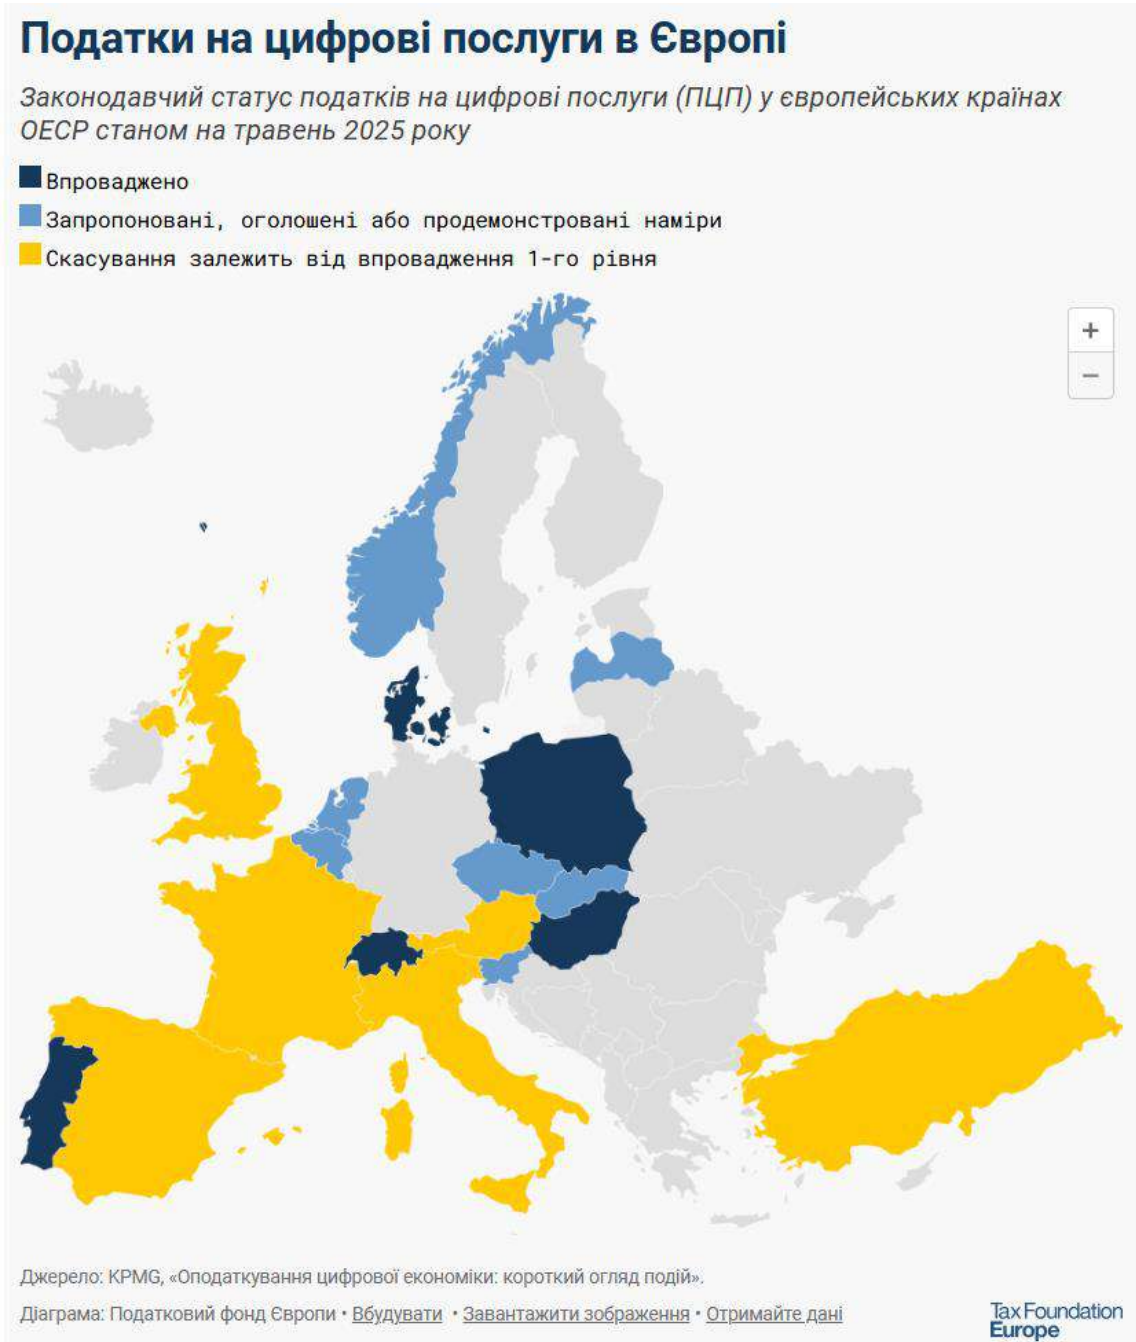 Податки на цифрові послуги в Європі
Законодавчий статус податків на цифрові послуги (ПЦП) у європейських країнах
ОЕСР станом на травень 2025 року
Впроваджено
Запропоновані, оголошені або продемонстровані наміри
Скасування залежить від впровадження 1-го рівня
+
−
Джерело: KPMG, «Оподаткування цифрової економіки: короткий огляд подій».
Діаграма: Податковий фонд Європи • Вбудувати • Завантажити зображення • Отримайте дані
Tax Foundation
Europe